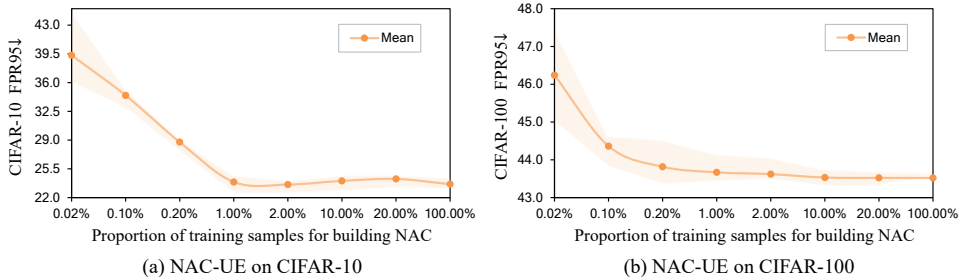 43.0
39.5
36.0
32.5
29.0
25.5
22.0
CIFAR-10 FPR95↓
Mean
0.02% 0.10% 0.20% 1.00% 2.00% 10.00% 20.00% 100.00%
Proportion of training samples for building NAC
(a) NAC-UE on CIFAR-10
48.0
47.0
46.0
45.0
44.0
43.0
CIFAR-100 FPR95↓
Mean
0.02% 0.10% 0.20% 1.00% 2.00% 10.00% 20.00% 100.00%
Proportion of training samples for building NAC
(b) NAC-UE on CIFAR-100